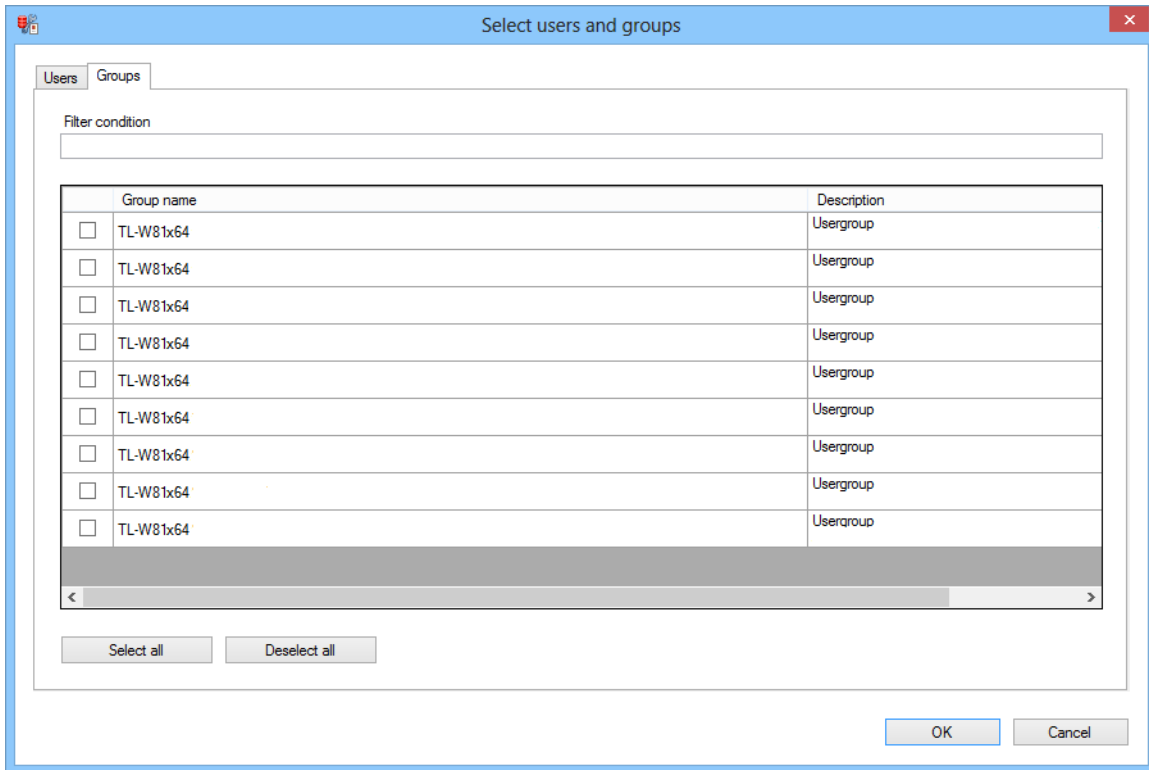 Select users and groups
Users Groups
Filter condition
Group name Description
TL-W81x64 Usergroup
TL-W81x64 Usergroup
TL-W81x64 Usergroup
TL-W81x64 Usergroup
TL-W81x64 Usergroup
TL-W81x64 Usergroup
TL-W81x64 Usergroup
TL-W81x64 Usergroup
TL-W81x64 Usergroup
Select all Deselect all
OK Cancel